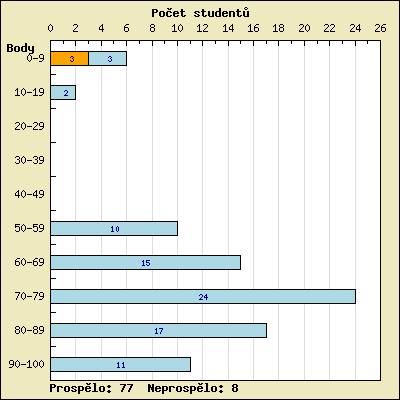 Počet studentů
0 2 4 6 8 10 12 14 16 18 20 22 24 26
Body
0-9 3 3
10-19 2
20-29
30-39
40-49
50-59 10
60-69 15
70-79 24
80-89 17
90-100 11
Prospělo: 77 Neprospělo: 8